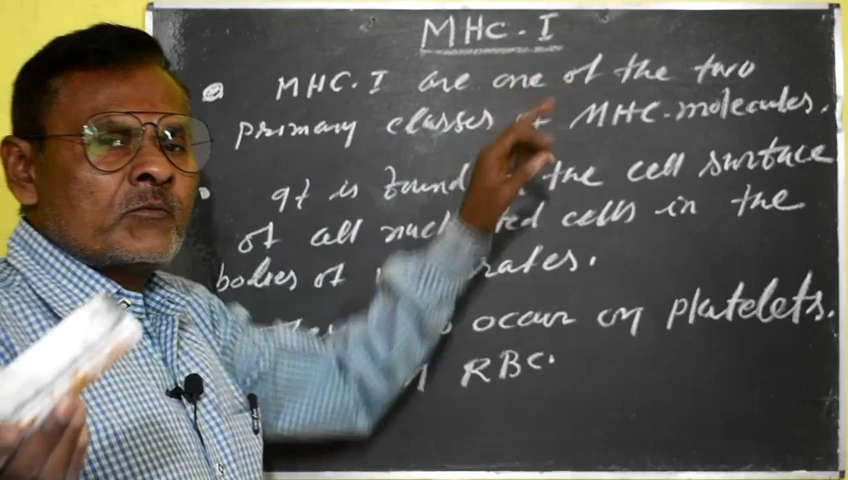 MHC-I
MHC.I are one of the two
primary classes of MHC-molecules.
It is found the cell surface
of all cells in the
bodies of
occur on platelets.
RBC.